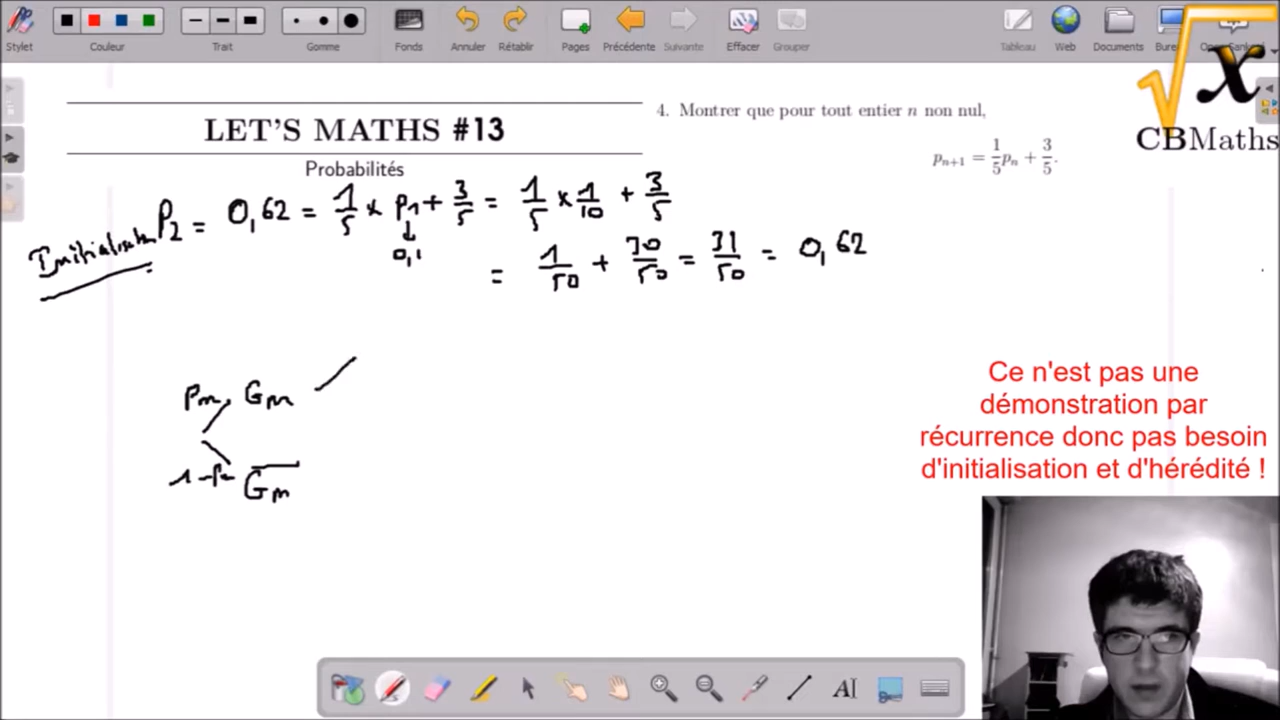 Stylet Couleur Trait Gomme Fonds Annuler Rétablir Pages Précédente Suivante Effacer Grouper Tableau Web Documents
LET'S MATHS #13
Probabilités
4. Montrer que pour tout entier n non nul,
pₙ₊₁ = 1/5 pₙ + 3/5.
√x
CBMaths
Initialisation P₂ = 0,62 = 1/5 × p₁ + 3/5 = 1/5 × 1/10 + 3/5
0,1
= 1/50 + 30/50 = 31/50 = 0,62
Ce n'est pas une
démonstration par
récurrence donc pas besoin
d'initialisation et d'hérédité !
pₙ Gₙ
G̅ₙ
AI